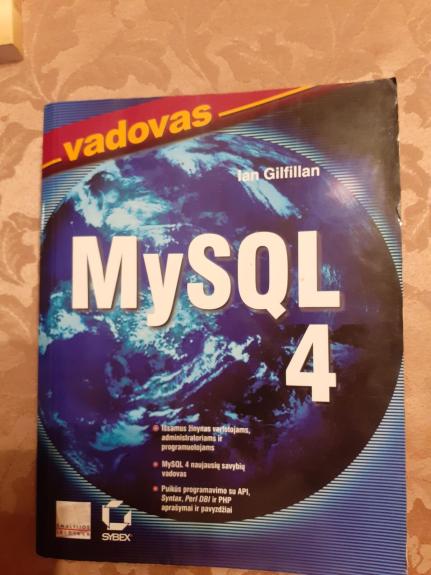 vadovas
Ian Gilfillan
MySQL
4
Išsamus žinynas vartotojams,
administratoriams ir
programuotojams
MySQL 4 naujausių savybių
vadovas
Puikūs programavimo su API,
Syntax, Perl DBI ir PHP
aprašymai ir pavyzdžiai
SMALTIJOS
SYBEX